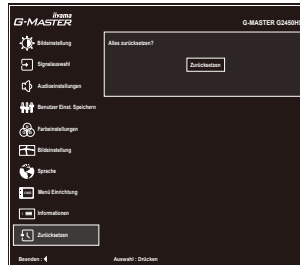 iiyama
G-MASTER
G-MASTER G2450HS
Bildeinstellung
Alles zurücksetzen?
Zurücksetzen
Signalauswahl
Audioeinstellungen
Benutzer Einst. Speichern
Farbeinstellungen
Bildeinstellung
Sprache
Menü Einrichtung
Informationen
Zurücksetzen
Beenden :
Auswahl : Drücken